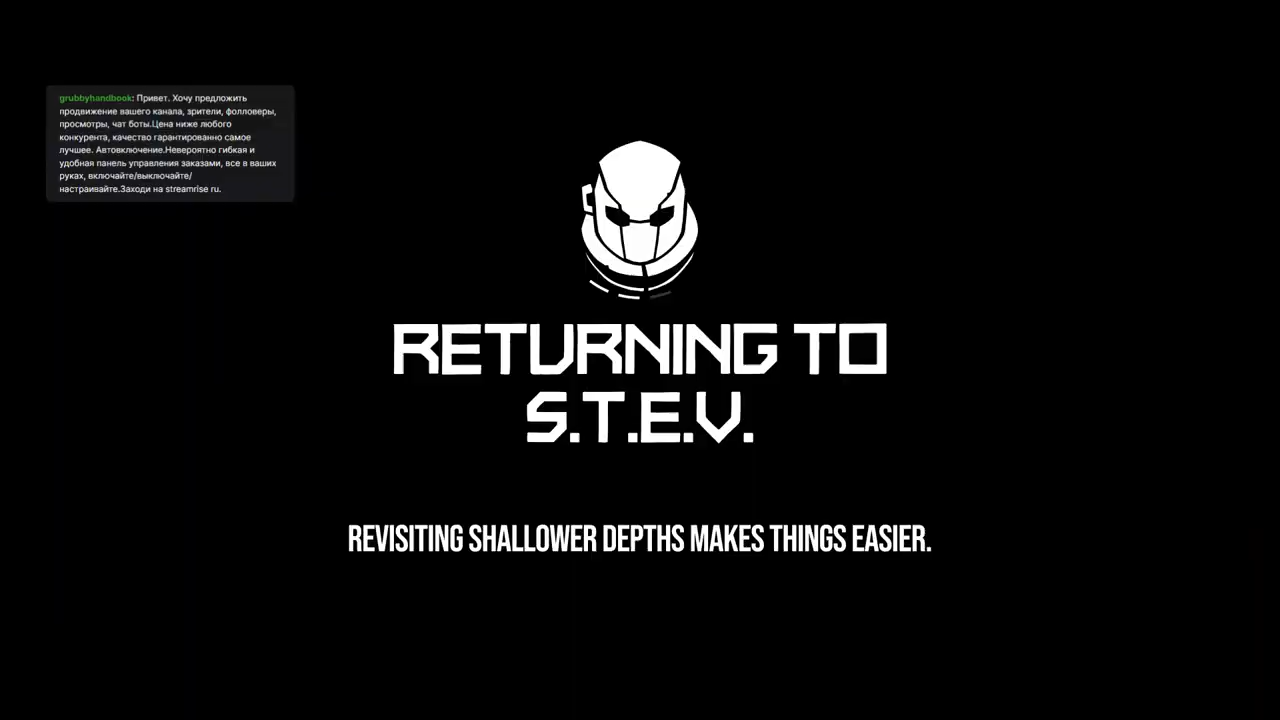 grubbyhandbook: Привет. Хочу предложить
продвижение вашего канала, зрители, фолловеры,
просмотры, чат боты.Цена ниже любого
конкурента, качество гарантированно самое
лучшее. Автовключение.Невероятно гибкая и
удобная панель управления заказами, все в ваших
руках, включайте/выключайте/
настраивайте.Заходи на streamrise ru.
RETURNING TO
S.T.E.V.
REVISITING SHALLOWER DEPTHS MAKES THINGS EASIER.